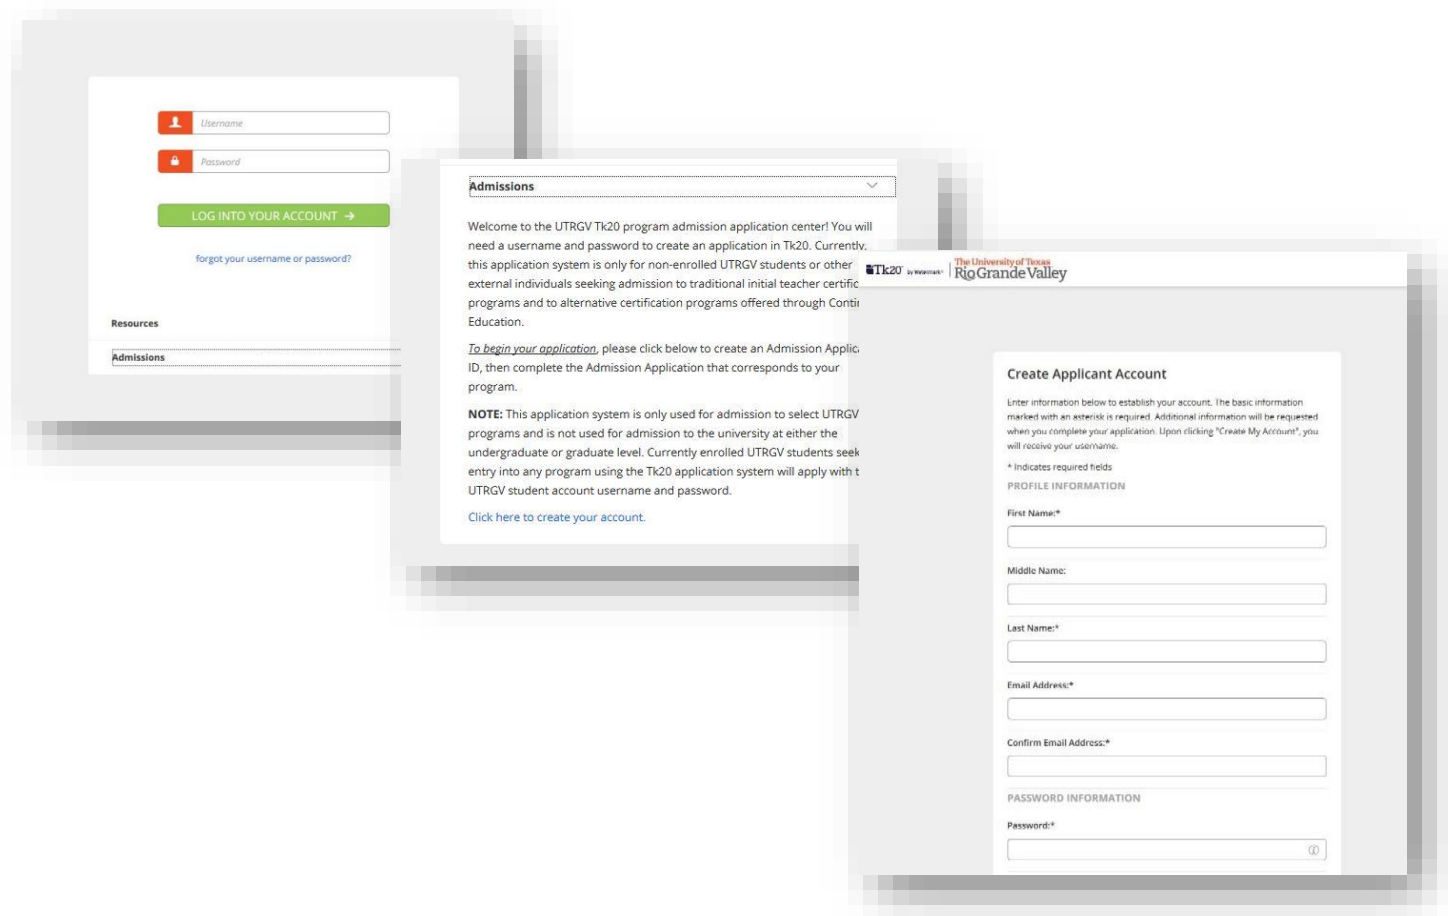 Username
Password
LOG INTO YOUR ACCOUNT →
forgot your username or password?
Resources
Admissions
Admissions
Welcome to the UTRGV Tk20 program admission application center! You will
need a username and password to create an application in Tk20. Currently,
this application system is only for non-enrolled UTRGV students or other
external individuals seeking admission to traditional initial teacher certific
programs and to alternative certification programs offered through Contin
Education.
To begin your application, please click below to create an Admission Applica
ID, then complete the Admission Application that corresponds to your
program.
NOTE: This application system is only used for admission to select UTRGV
programs and is not used for admission to the university at either the
undergraduate or graduate level. Currently enrolled UTRGV students seek
entry into any program using the Tk20 application system will apply with t
UTRGV student account username and password.
Click here to create your account.
Tk20 by Watermark
The University of Texas
Rio Grande Valley
Create Applicant Account
Enter information below to establish your account. The basic information
marked with an asterisk is required. Additional information will be requested
when you complete your application. Upon clicking "Create My Account", you
will receive your username.
* Indicates required fields
PROFILE INFORMATION
First Name:*
Middle Name:
Last Name:*
Email Address:*
Confirm Email Address:*
PASSWORD INFORMATION
Password:*